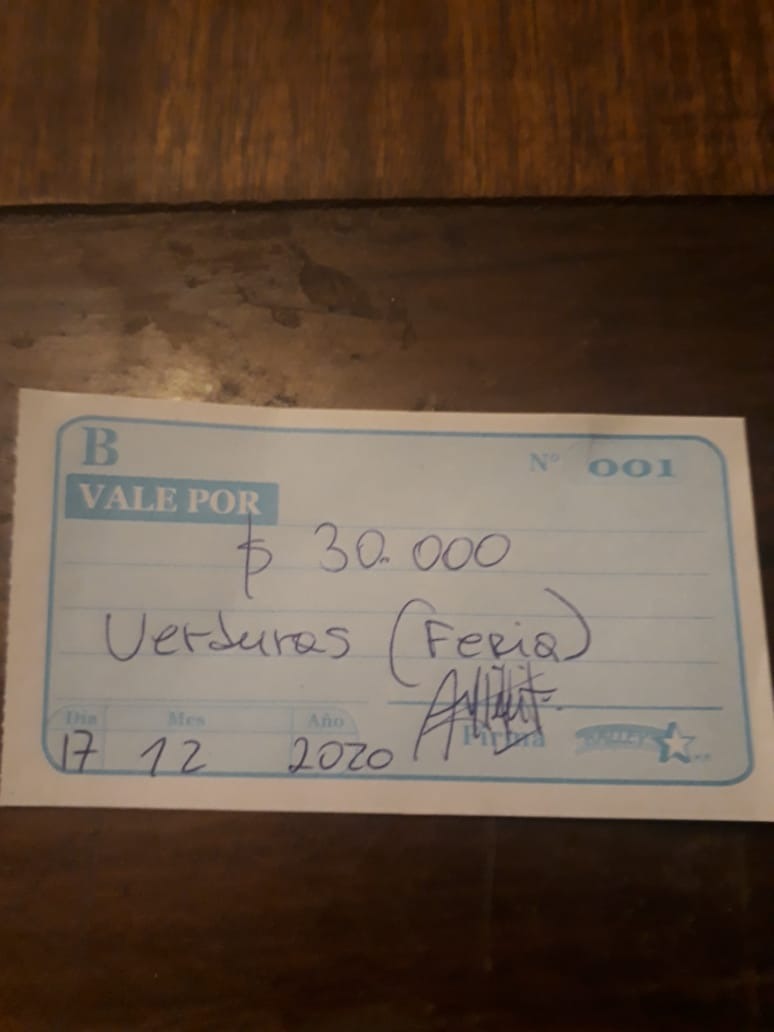 B
N° 001
VALE POR
$ 30.000
Verduras (Feria)
Día Mes Año
17 12 2020
Firma